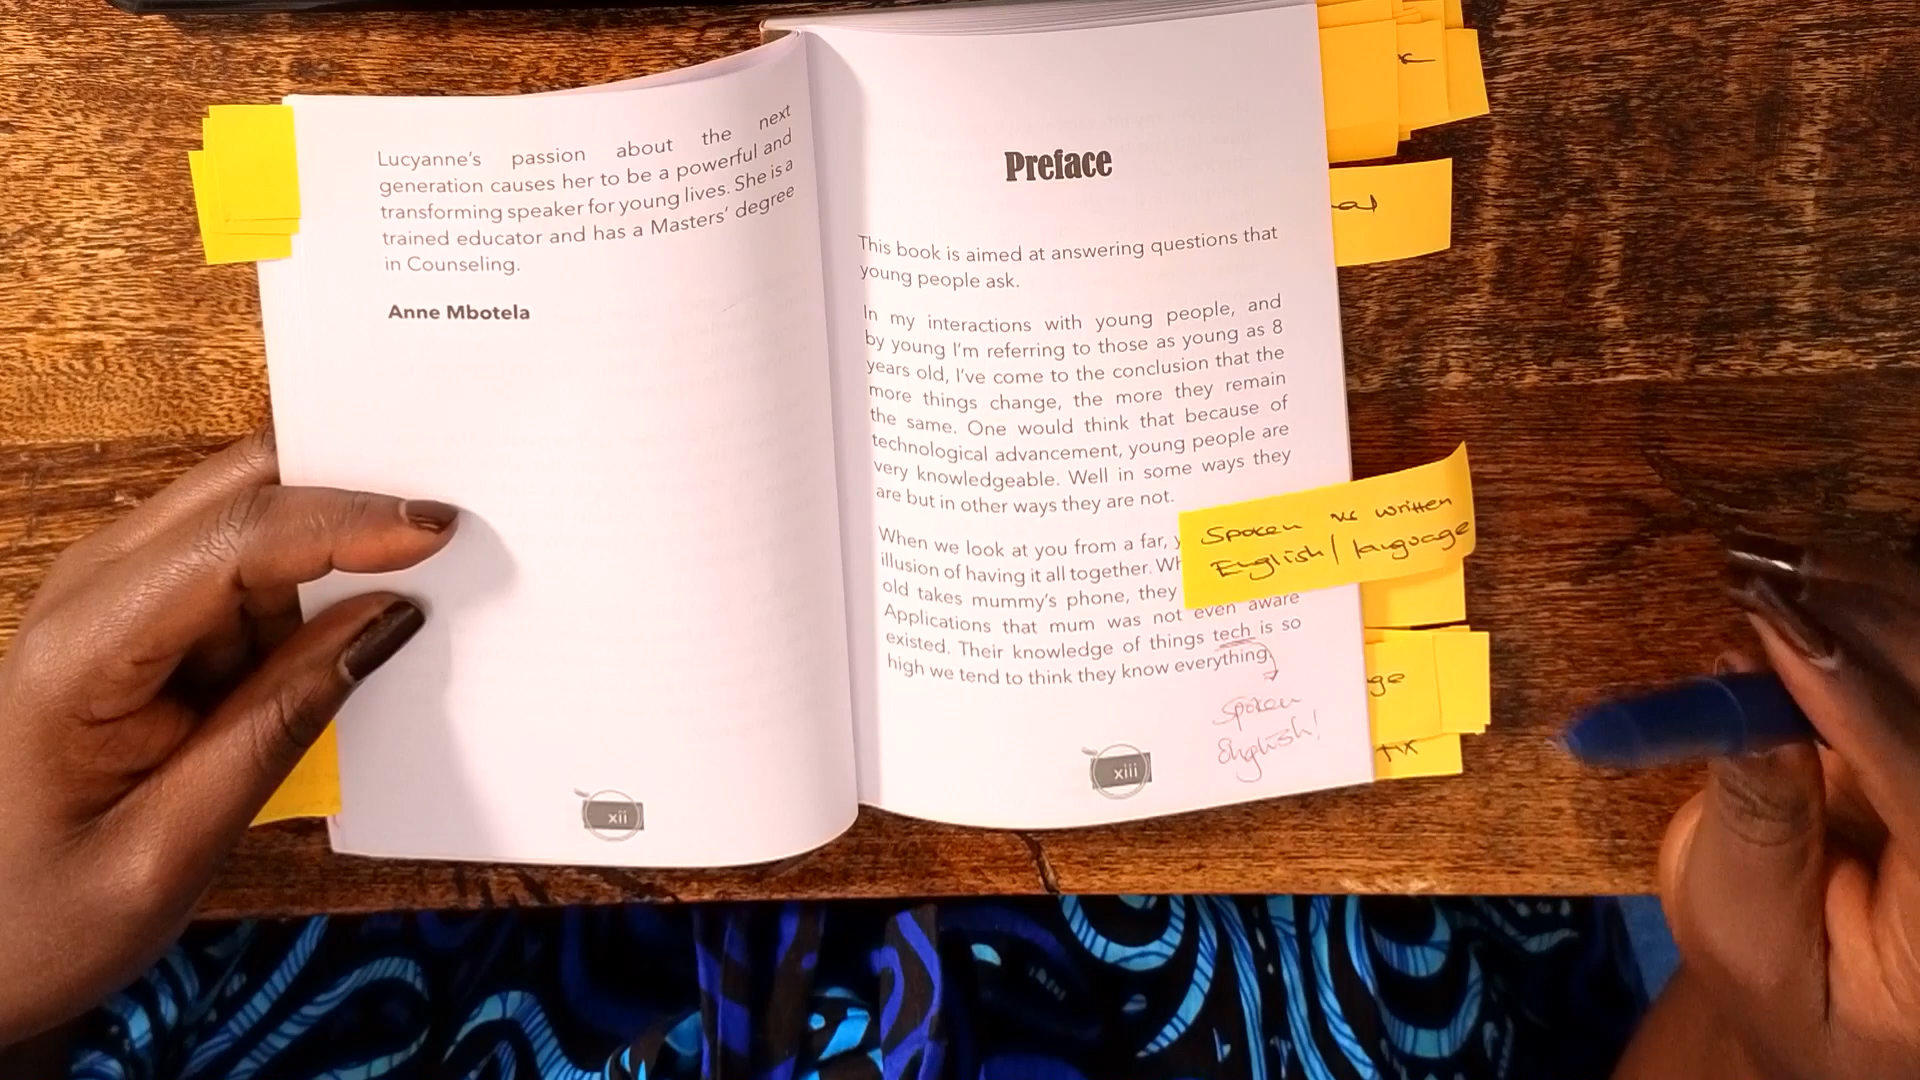 Lucyanne's passion about the next
generation causes her to be a powerful and
transforming speaker for young lives. She is a
trained educator and has a Masters' degree
in Counseling.
Anne Mbotela
xii
Preface
This book is aimed at answering questions that
young people ask.
In my interactions with young people, and
by young I'm referring to those as young as 8
years old, I've come to the conclusion that the
more things change, the more they remain
the same. One would think that because of
technological advancement, young people are
very knowledgeable. Well in some ways they
are but in other ways they are not.
When we look at you from a far,
illusion of having it all together.
old takes mummy's phone, they
Applications that mum was not even aware
existed. Their knowledge of things tech is so
high we tend to think they know everything.
Spoken
English!
xiii
Spoken vs written
English/language